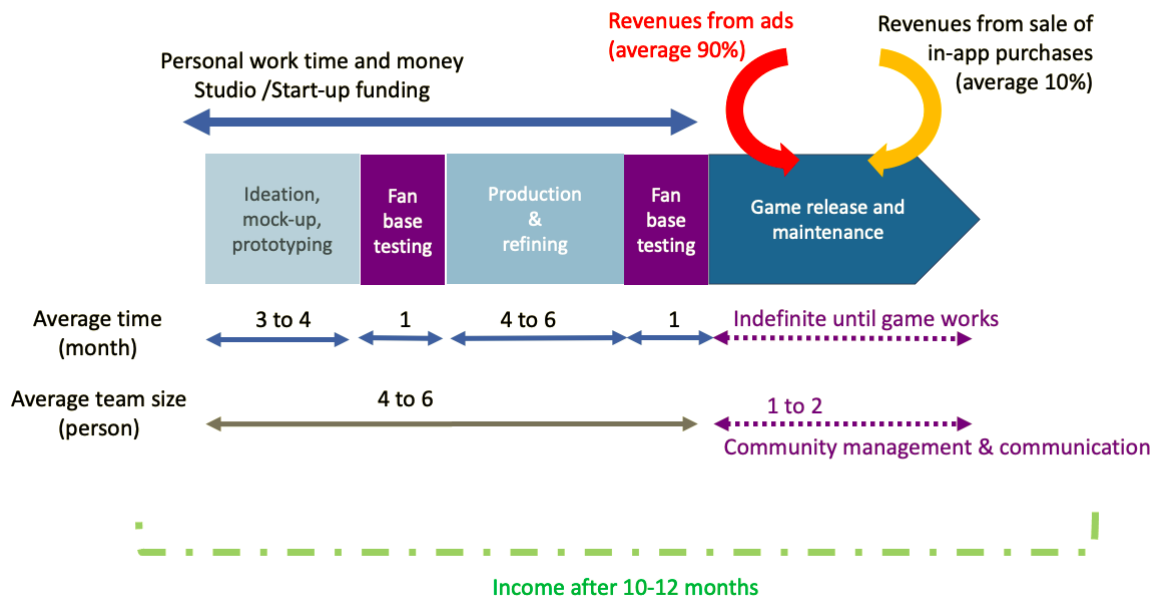 Revenues from ads
(average 90%)
Revenues from sale of
in-app purchases
(average 10%)
Personal work time and money
Studio /Start-up funding
Ideation,
mock-up,
prototyping
Fan
base
testing
Production
&
refining
Fan
base
testing
Game release and
maintenance
Average time
(month)
3 to 4
1
4 to 6
1
Indefinite until game works
Average team size
(person)
4 to 6
1 to 2
Community management & communication
Income after 10-12 months